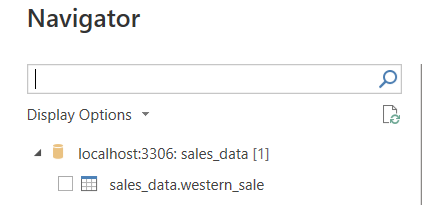 Navigator
Display Options
localhost:3306: sales_data [1]
sales_data.western_sale